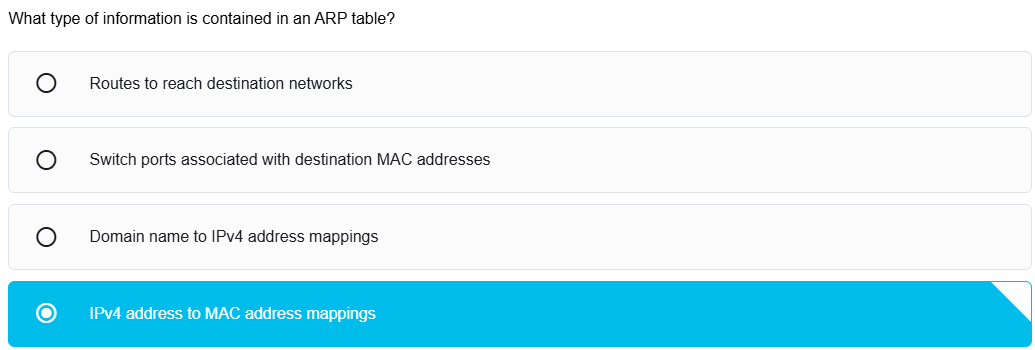 What type of information is contained in an ARP table?
Routes to reach destination networks
Switch ports associated with destination MAC addresses
Domain name to IPv4 address mappings
IPv4 address to MAC address mappings